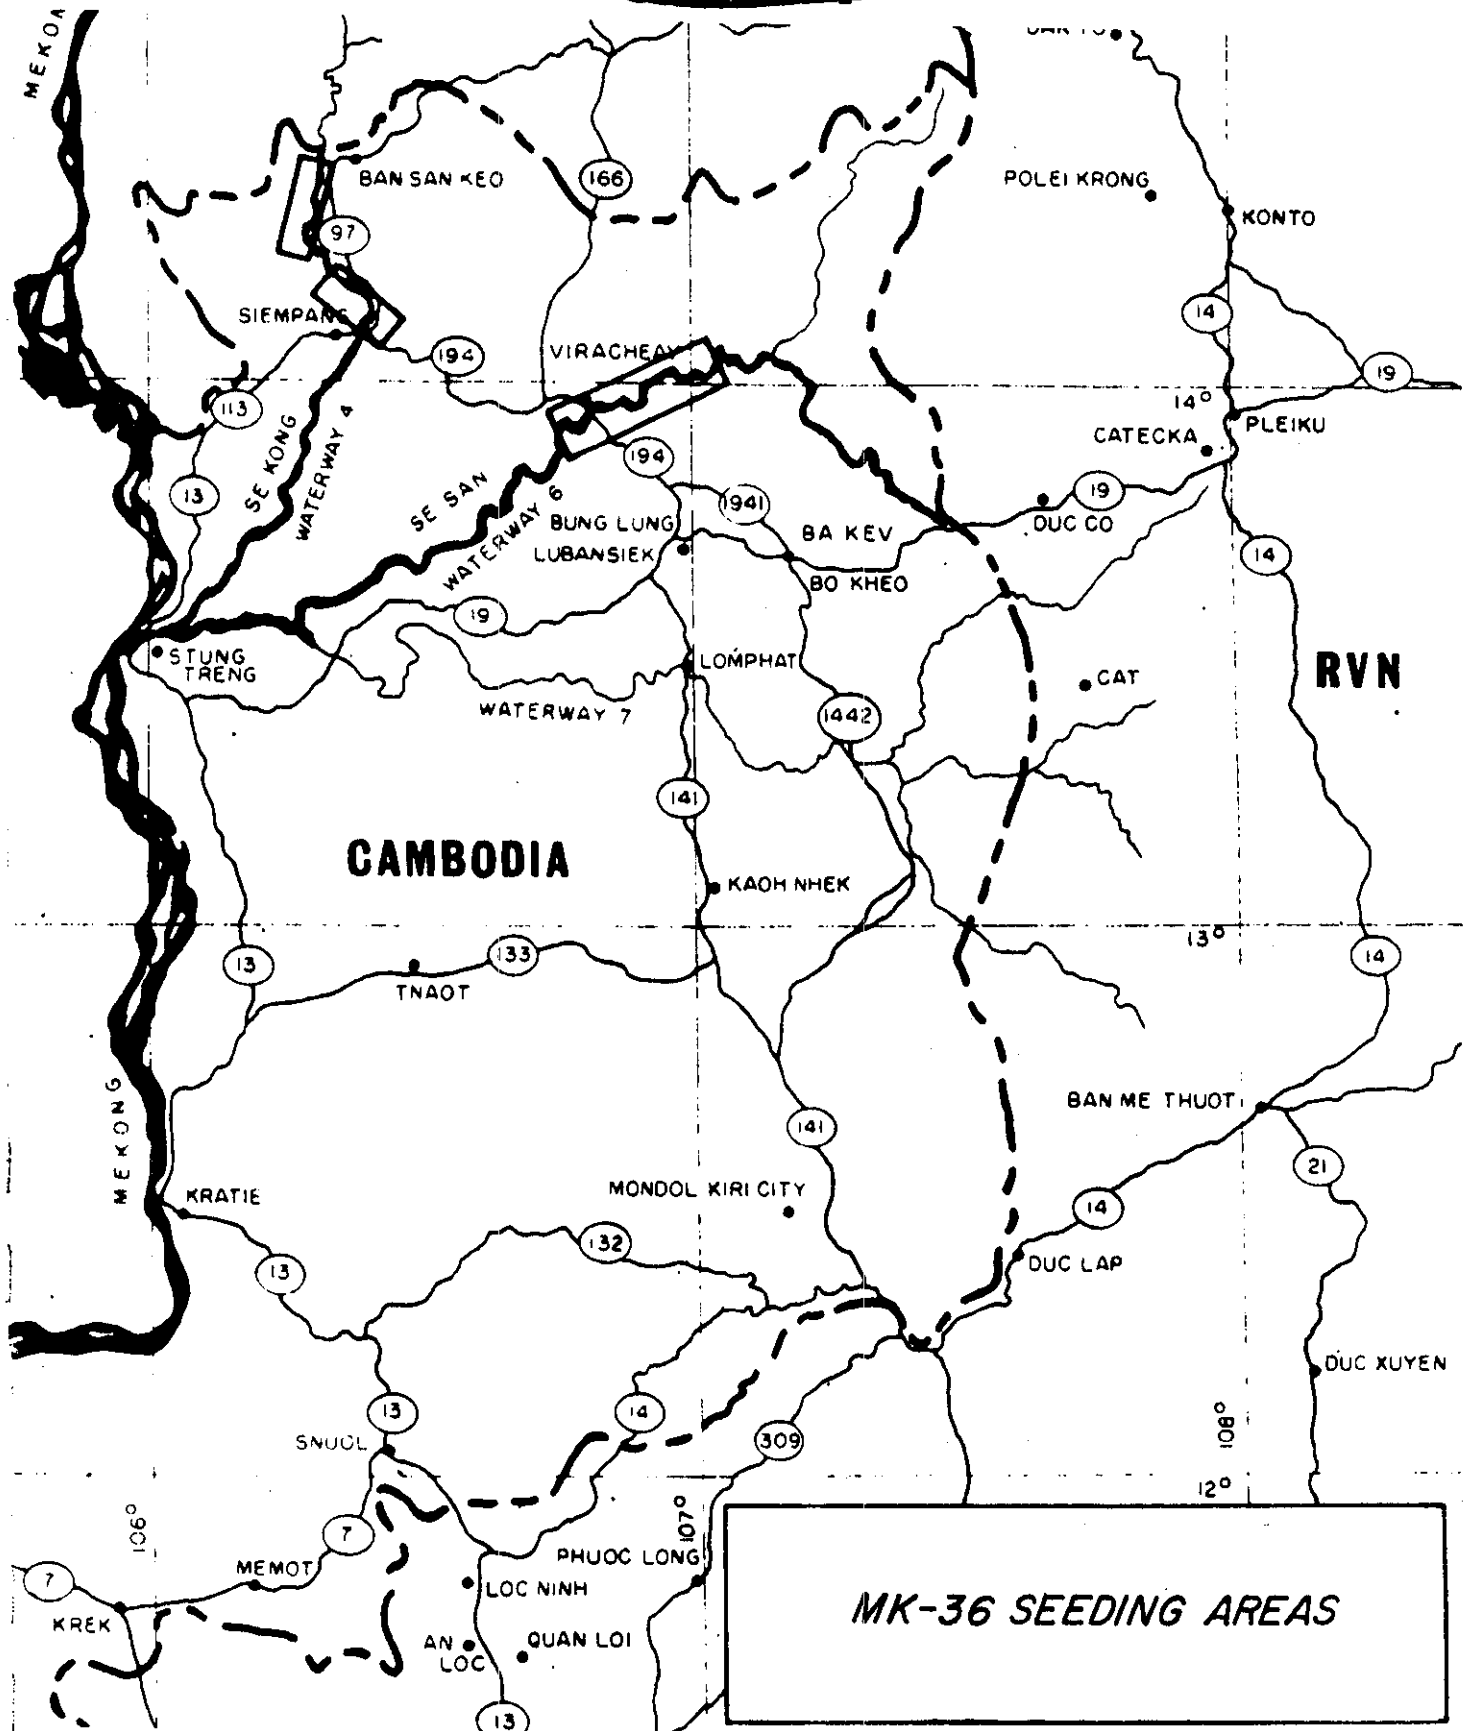 BAN SAN KEO
166
POLEI KRONG
KONTO
97
SIEMPANG
14
VIRACHEAY
194
19
113
14°
PLEIKU
CATECKA
SE KONG
WATERWAY 4
194
13
SE SAN
WATERWAY 6
1941
19
BUNG LUNG
LUBANSIEK
BA KEV
DUC CO
14
BO KHEO
19
STUNG
TRENG
LOMPHAT
RVN
CAT
WATERWAY 7
1442
141
CAMBODIA
KAOH NHEK
13°
13
133
14
TNAOT
MEKONG
BAN ME THUOT
141
21
KRATIE
MONDOL KIRI CITY
14
132
13
DUC LAP
DUC XUYEN
13
14
108°
SNUOL
309
12°
106°
107°
7
PHUOC LONG
7
MEMOT
LOC NINH
KREK
AN
LOC
QUAN LOI
13
MK-36 SEEDING AREAS